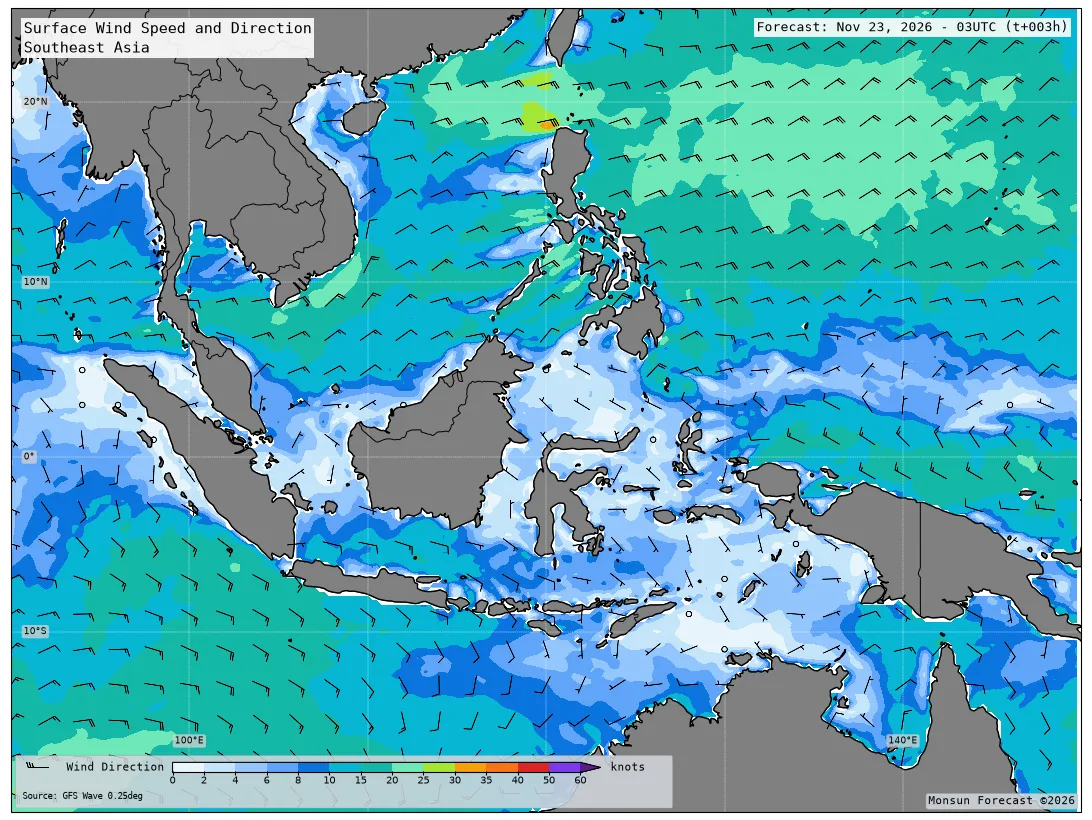 Surface Wind Speed and Direction
Southeast Asia
Forecast: Nov 23, 2026 - 03UTC (t+003h)
20°N
10°N
0°
10°S
100°E
140°E
Wind Direction
0 2 4 6 8 10 15 20 25 30 35 40 50 60
knots
Source: GFS Wave 0.25deg
Monsun Forecast ©2026